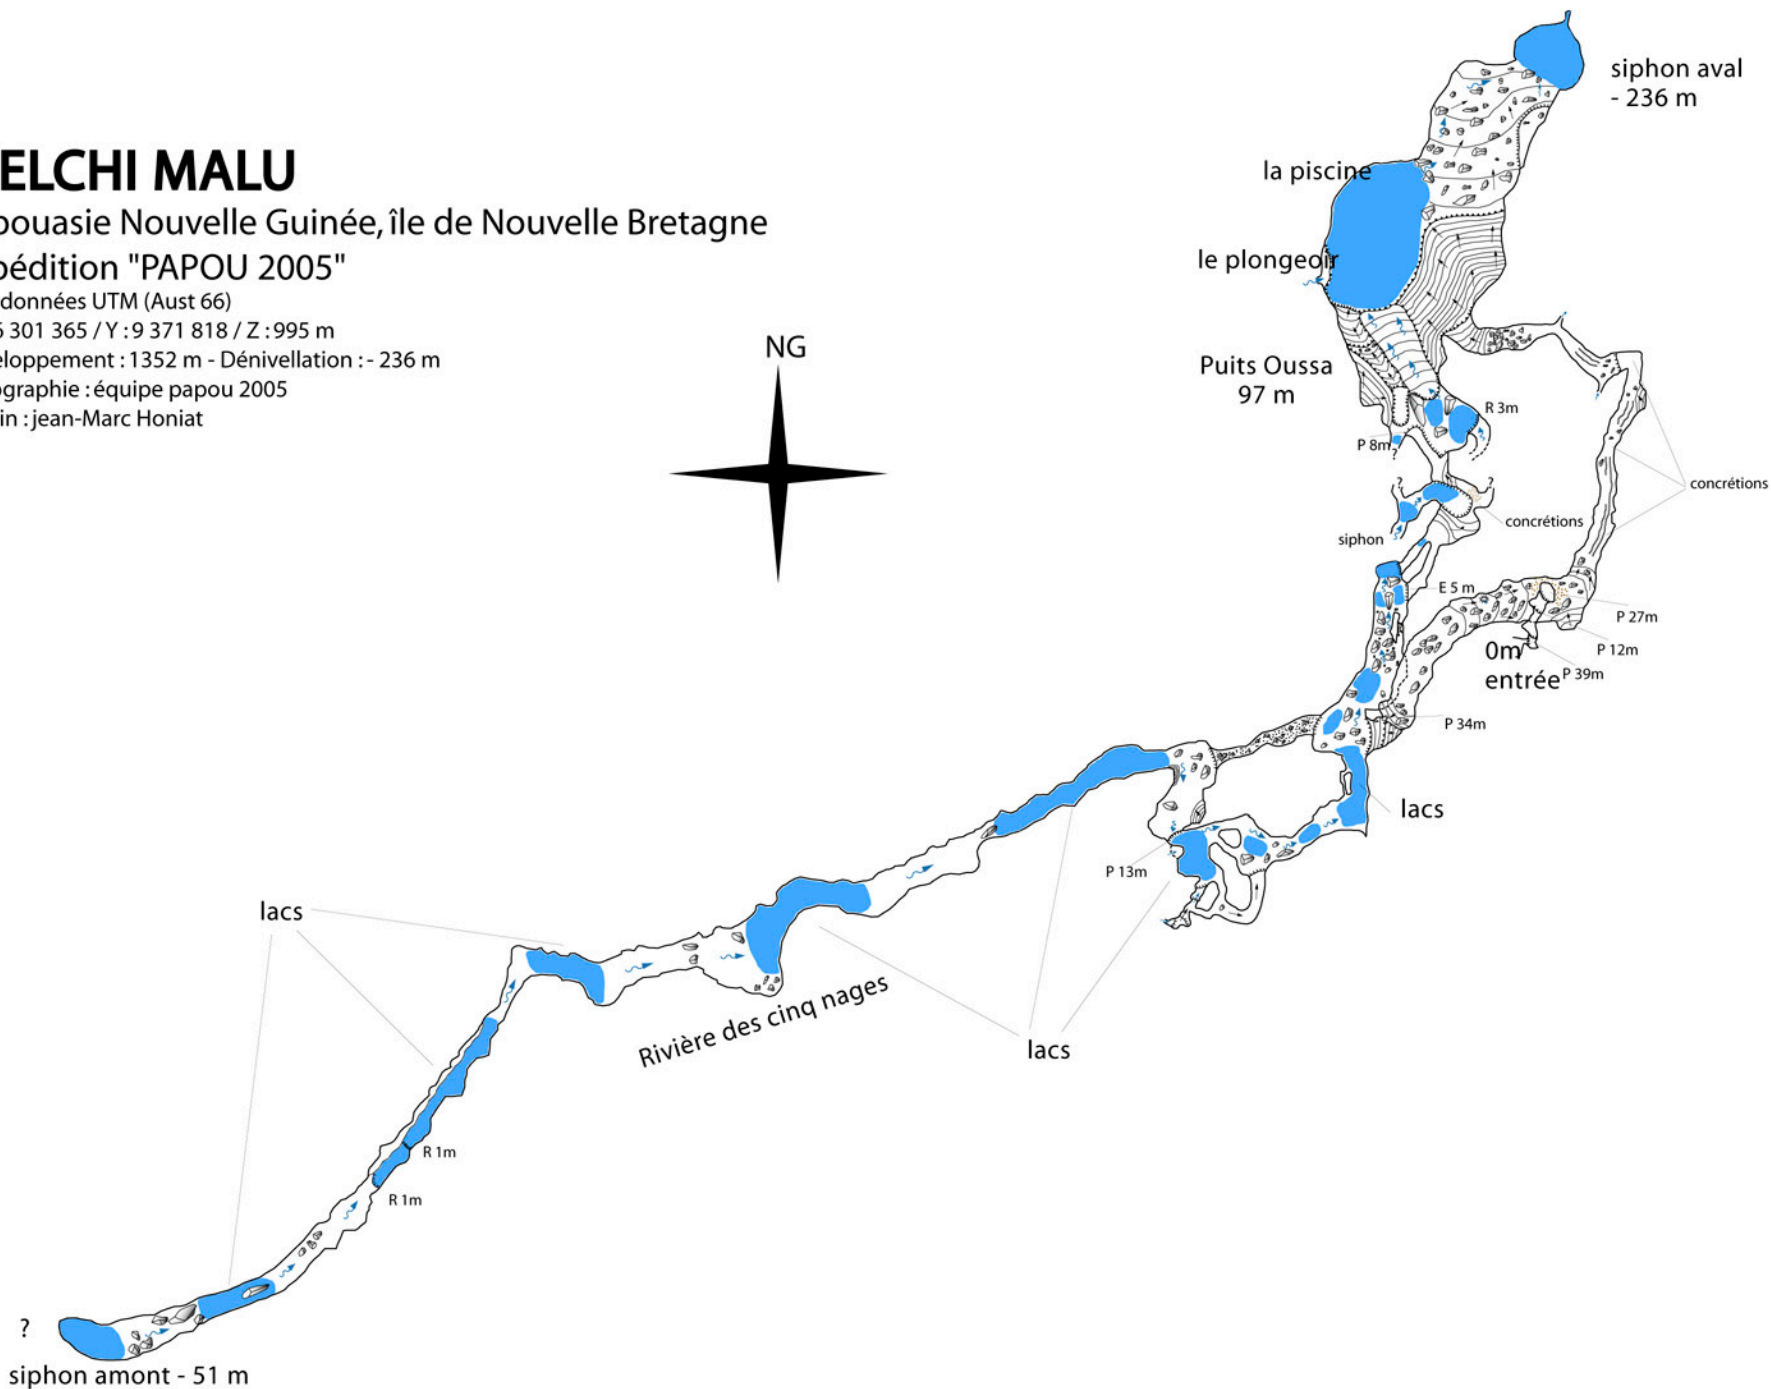 ELCHI MALU
pouasie Nouvelle Guinée, île de Nouvelle Bretagne
pédition "PAPOU 2005"
données UTM (Aust 66)
6 301 365 / Y : 9 371 818 / Z : 995 m
eloppement : 1352 m - Dénivellation : - 236 m
ographie : équipe papou 2005
in : jean-Marc Honiat
NG
siphon aval
- 236 m
la piscine
le plongeoir
Puits Oussa
97 m
R 3m
P 8m
?
?
?
concrétions
concrétions
siphon
E 5 m
P 27m
P 12m
0m
entrée
P 39m
P 34m
lacs
P 13m
lacs
Rivière des cinq nages
lacs
R 1m
R 1m
?
siphon amont - 51 m